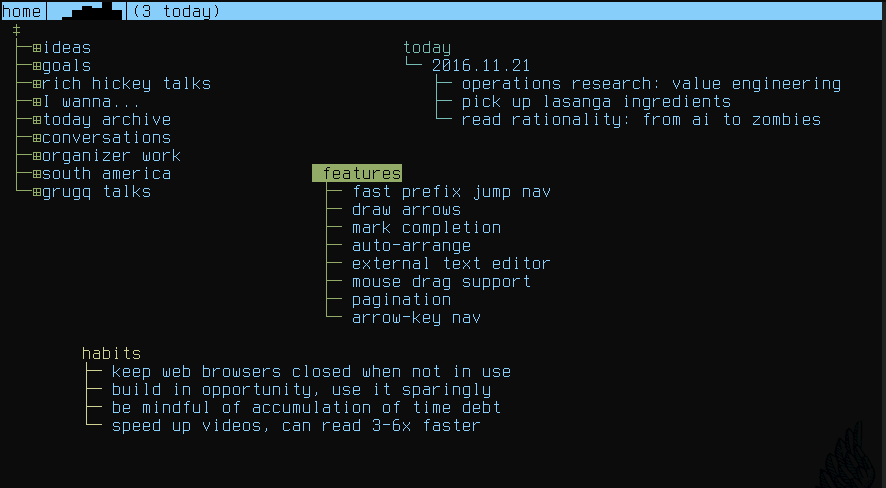 home (3 today)
‡
ideas
goals
rich hickey talks
I wanna...
today archive
conversations
organizer work
south america
grugq talks
today
2016.11.21
operations research: value engineering
pick up lasanga ingredients
read rationality: from ai to zombies
features
fast prefix jump nav
draw arrows
mark completion
auto-arrange
external text editor
mouse drag support
pagination
arrow-key nav
habits
keep web browsers closed when not in use
build in opportunity, use it sparingly
be mindful of accumulation of time debt
speed up videos, can read 3-6x faster